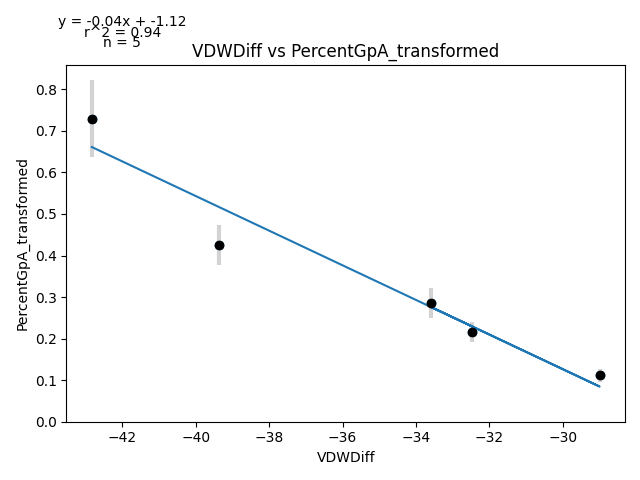 y = -0.04x + -1.12
r^2 = 0.94
n = 5
VDWDiff vs PercentGpA_transformed
0.8
0.7
0.6
0.5
0.4
0.3
0.2
0.1
0.0
PercentGpA_transformed
−42
−40
−38
−36
−34
−32
−30
VDWDiff